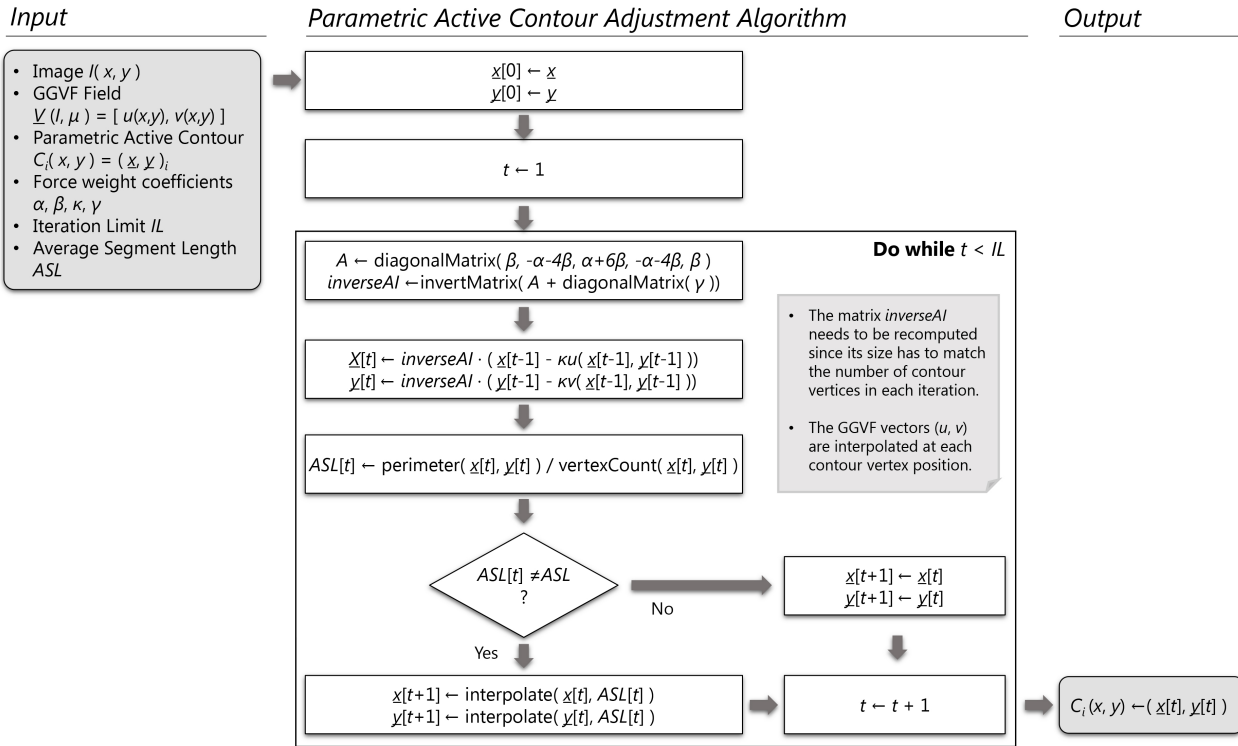 Input
Parametric Active Contour Adjustment Algorithm
Output
• Image I( x, y )
• GGVF Field
V (I, μ ) = [ u(x,y), v(x,y) ]
• Parametric Active Contour
Ci( x, y ) = ( x, y )i
• Force weight coefficients
α, β, κ, γ
• Iteration Limit IL
• Average Segment Length
ASL
x[0] ← x
y[0] ← y
t ← 1
Do while t < IL
A ← diagonalMatrix( β, -α-4β, α+6β, -α-4β, β )
inverseAI ←invertMatrix( A + diagonalMatrix( γ ))
X[t] ← inverseAI · ( x[t-1] - κu( x[t-1], y[t-1] ))
y[t] ← inverseAI · ( y[t-1] - κv( x[t-1], y[t-1] ))
• The matrix inverseAI
needs to be recomputed
since its size has to match
the number of contour
vertices in each iteration.
• The GGVF vectors (u, v)
are interpolated at each
contour vertex position.
ASL[t] ← perimeter( x[t], y[t] ) / vertexCount( x[t], y[t] )
ASL[t] ≠ASL
?
No
x[t+1] ← x[t]
y[t+1] ← y[t]
Yes
x[t+1] ← interpolate( x[t], ASL[t] )
y[t+1] ← interpolate( y[t], ASL[t] )
t ← t + 1
Ci (x, y) ←( x[t], y[t] )